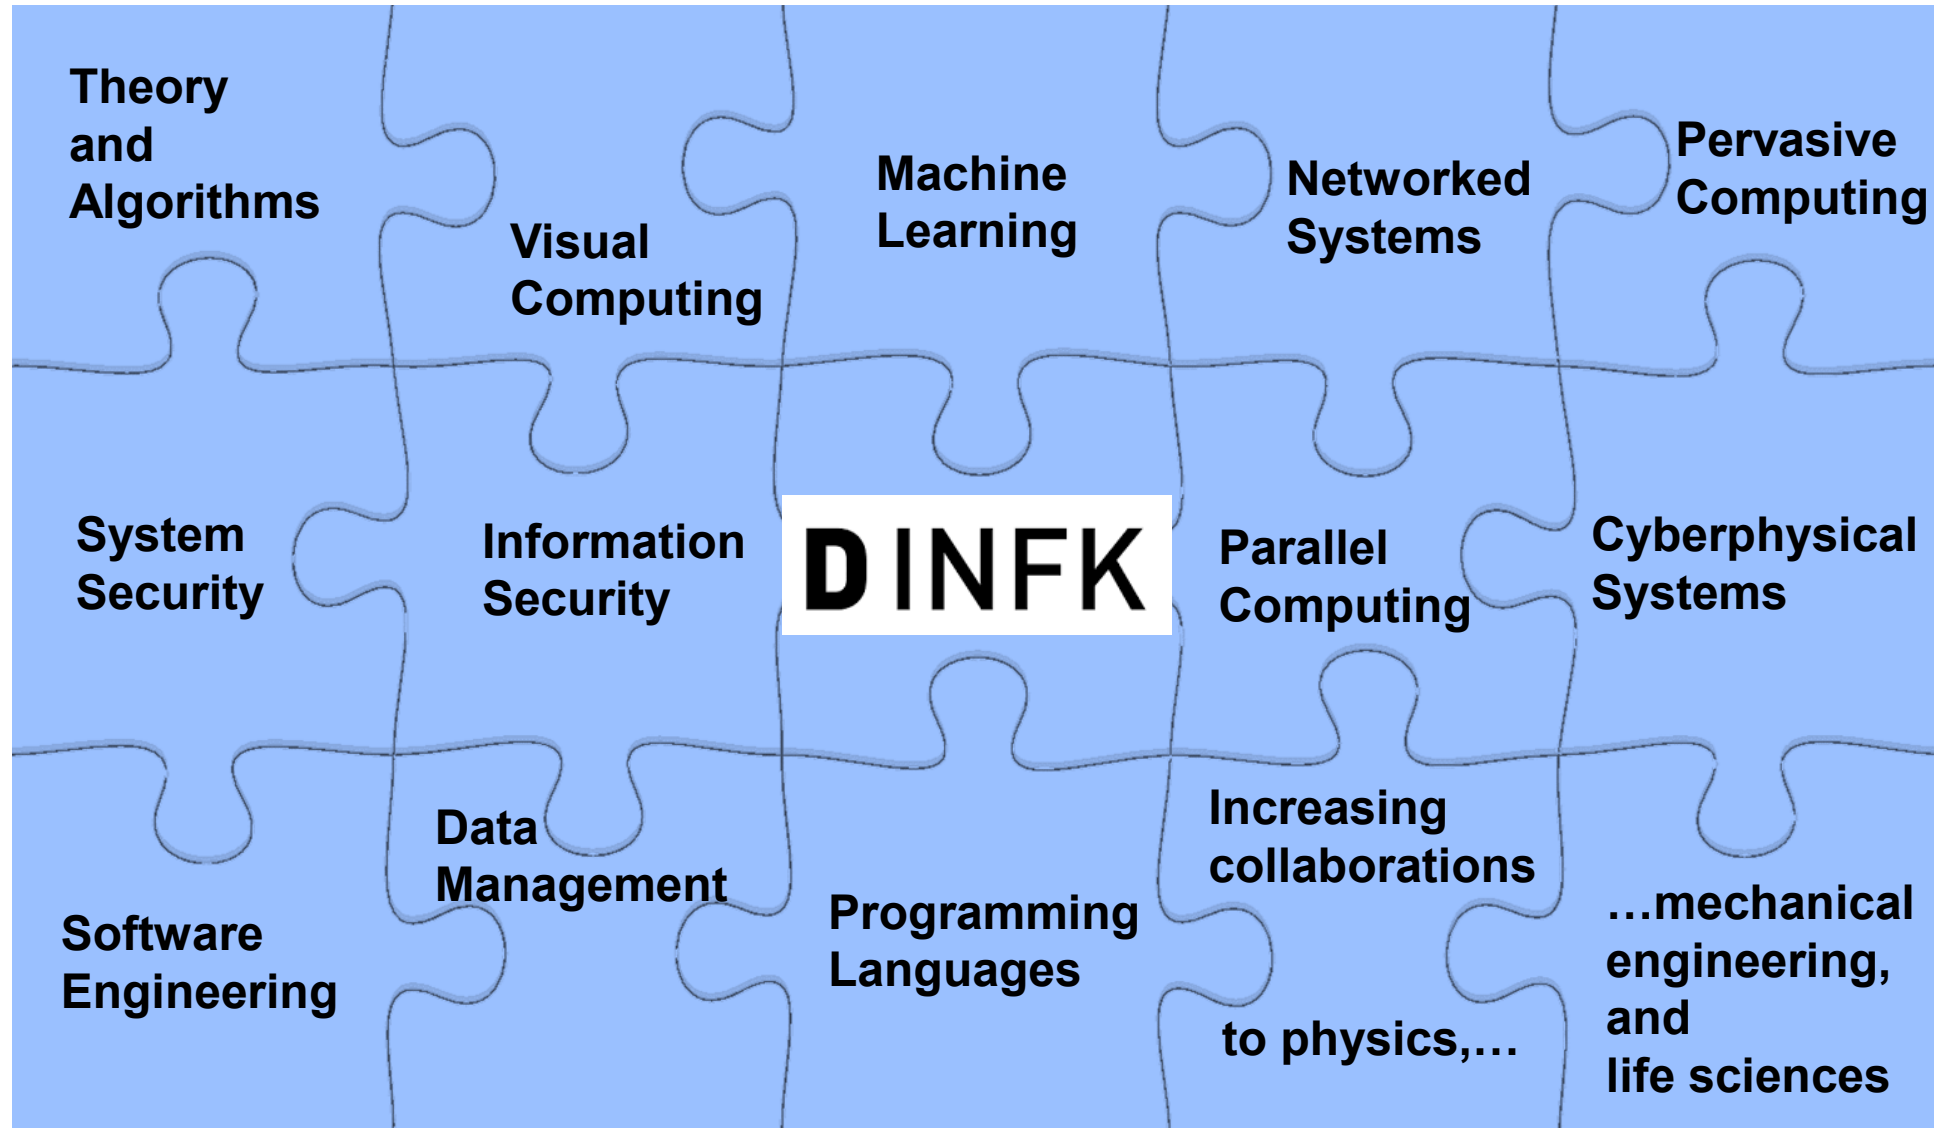 Theory
and
Algorithms
Visual
Computing
Machine
Learning
Networked
Systems
Pervasive
Computing
System
Security
Information
Security
D INFK
Parallel
Computing
Cyberphysical
Systems
Software
Engineering
Data
Management
Programming
Languages
Increasing
collaborations
to physics,…
…mechanical
engineering,
and
life sciences